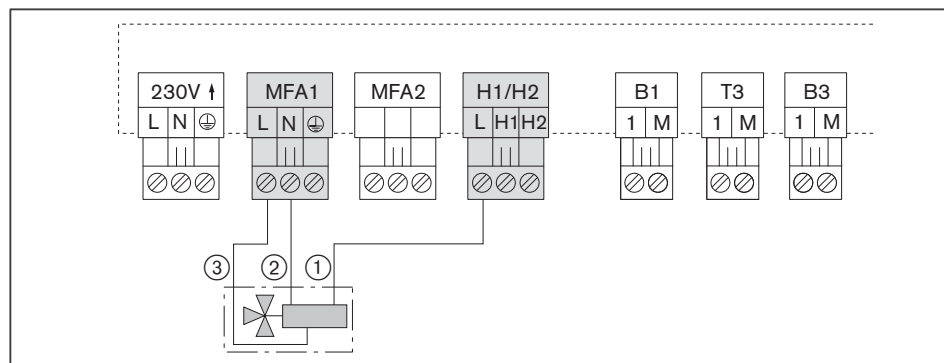 230V MFA1 MFA2 H1/H2 B1 T3 B3
L N L N L H1 H2 1 M 1 M 1 M
3 2 1